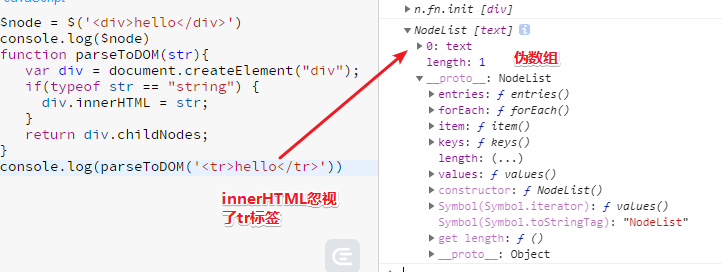 JavaScript
$node = $('<div>hello</div>')
console.log($node)
function parseToDOM(str){
var div = document.createElement("div");
if(typeof str == "string") {
div.innerHTML = str;
}
return div.childNodes;
}
console.log(parseToDOM('<tr>hello</tr>'))
innerHTML忽视
了tr标签
▶ n.fn.init [div]
▼ NodeList [text] i
▶ 0: text
length: 1
伪数组
▼ __proto__: NodeList
▶ entries: ƒ entries()
▶ forEach: ƒ forEach()
▶ item: ƒ item()
▶ keys: ƒ keys()
length: (...)
▶ values: ƒ values()
▶ constructor: ƒ NodeList()
▶ Symbol(Symbol.iterator): ƒ values()
Symbol(Symbol.toStringTag): "NodeList"
▶ get length: ƒ ()
▶ __proto__: Object